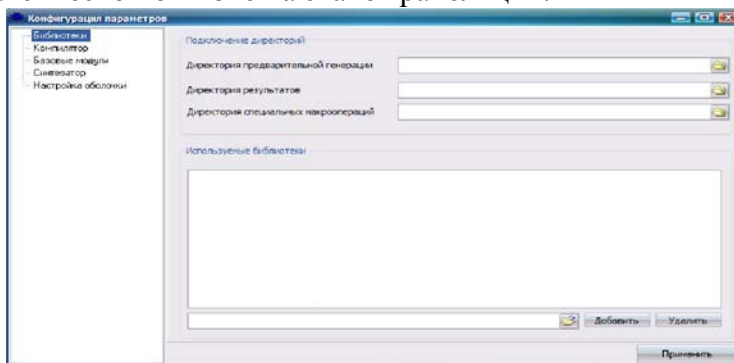 Конфигурация параметров
Библиотеки
Компилятор
Базовые модули
Синтезатор
Настройка оболочки
Подключение директорий
Директория предварительной генерации
Директория результатов
Директория специальных макроопераций
Используемые библиотеки
Добавить
Удалить
Применить